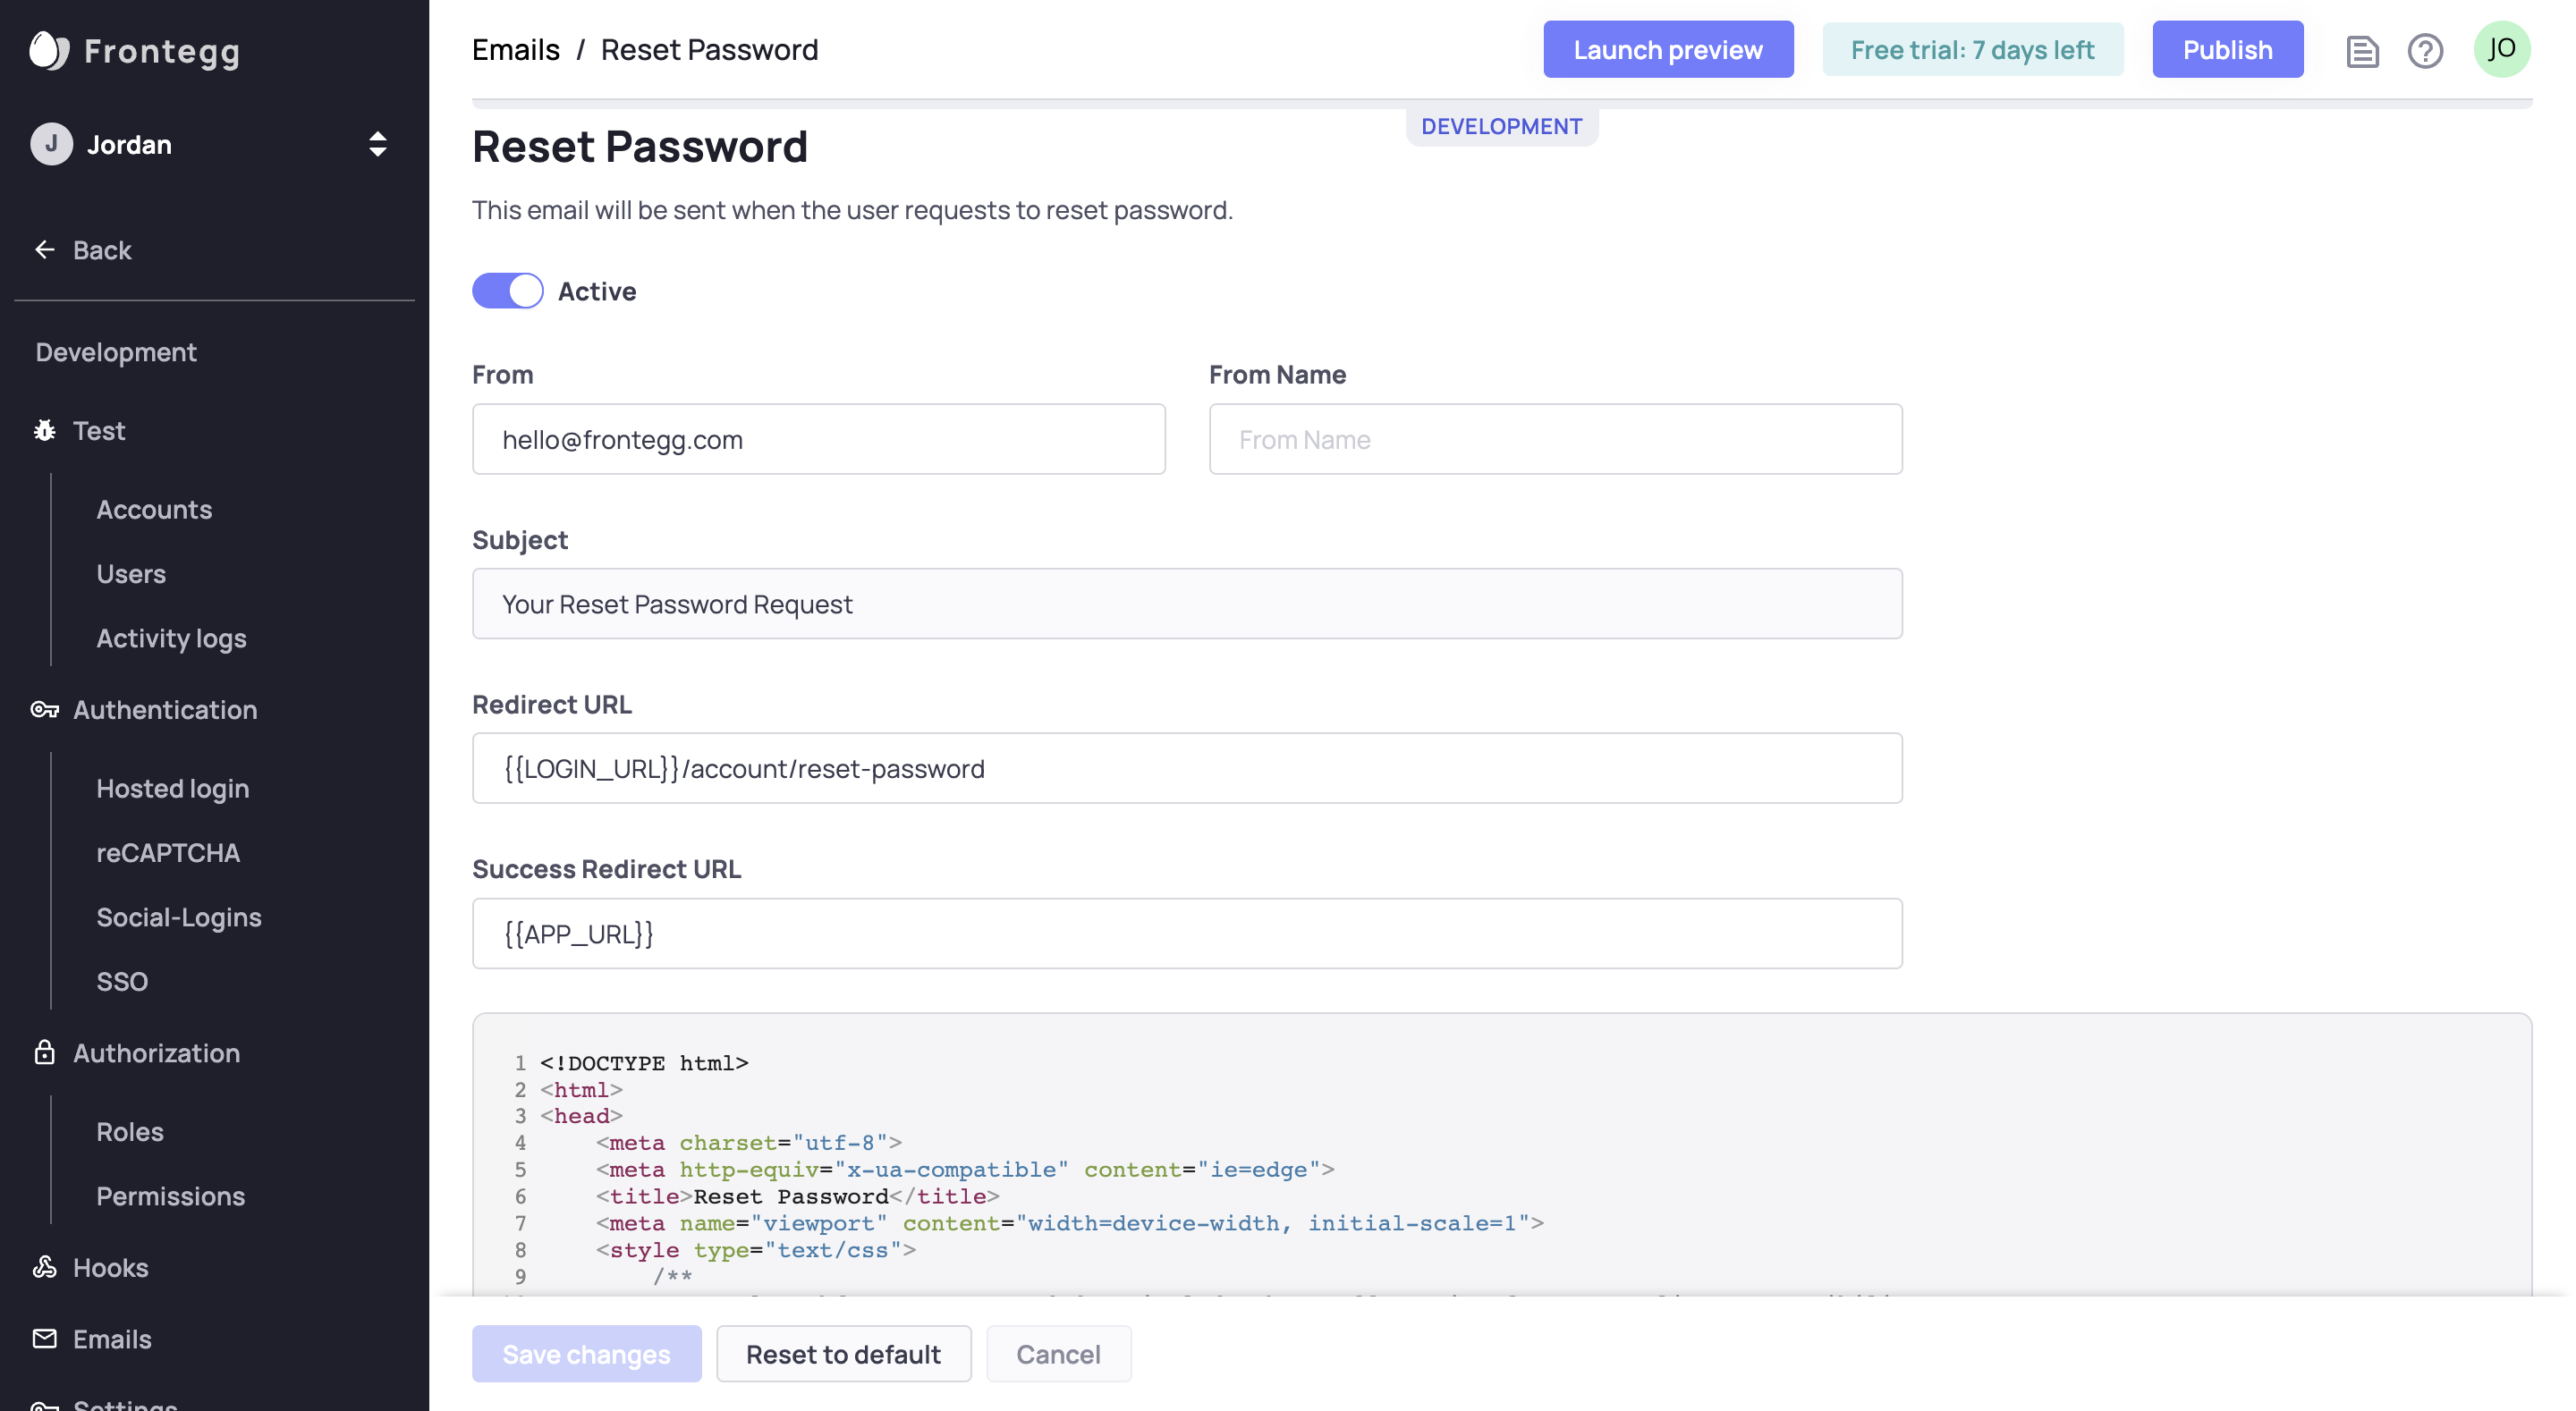 Frontegg
J Jordan
Back
Development
Test
Accounts
Users
Activity logs
Authentication
Hosted login
reCAPTCHA
Social-Logins
SSO
Authorization
Roles
Permissions
Hooks
Emails
Settings
Emails / Reset Password
Launch preview
Free trial: 7 days left
Publish
JO
DEVELOPMENT
Reset Password
This email will be sent when the user requests to reset password.
Active
From
hello@frontegg.com
From Name
From Name
Subject
Your Reset Password Request
Redirect URL
{{LOGIN_URL}}/account/reset-password
Success Redirect URL
{{APP_URL}}
1 <!DOCTYPE html>
2 <html>
3 <head>
4 <meta charset="utf-8">
5 <meta http-equiv="x-ua-compatible" content="ie=edge">
6 <title>Reset Password</title>
7 <meta name="viewport" content="width=device-width, initial-scale=1">
8 <style type="text/css">
9 /**
Save changes
Reset to default
Cancel